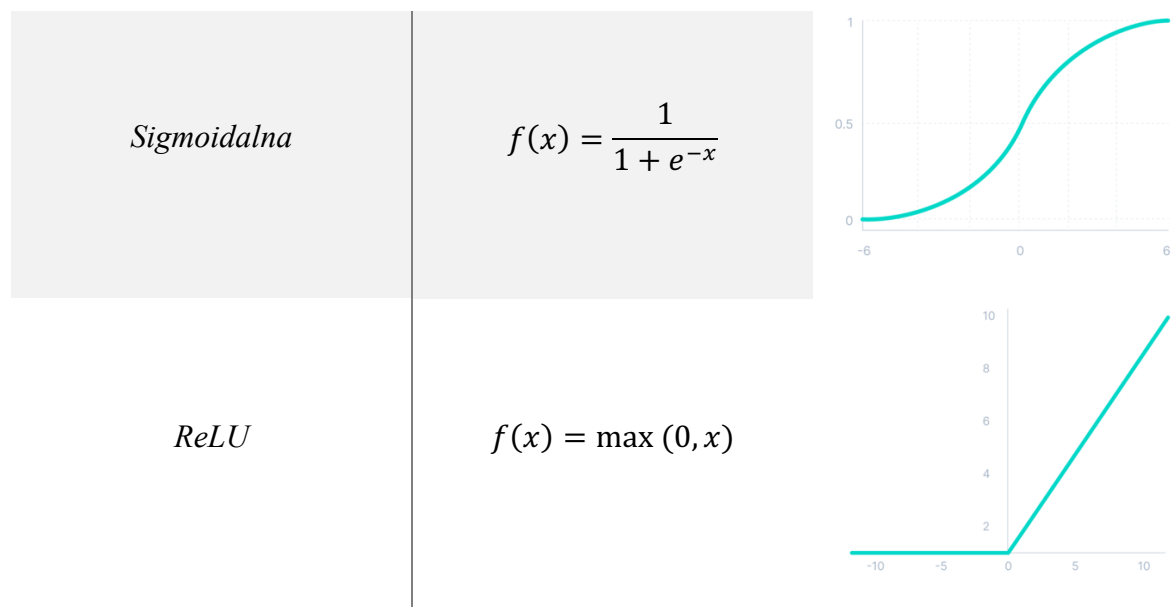 Sigmoidalna
f(x) = \frac{1}{1 + e^{-x}}
1
0.5
0
-6 0 6
ReLU
f(x) = max (0, x)
10
8
6
4
2
-10 -5 0 5 10